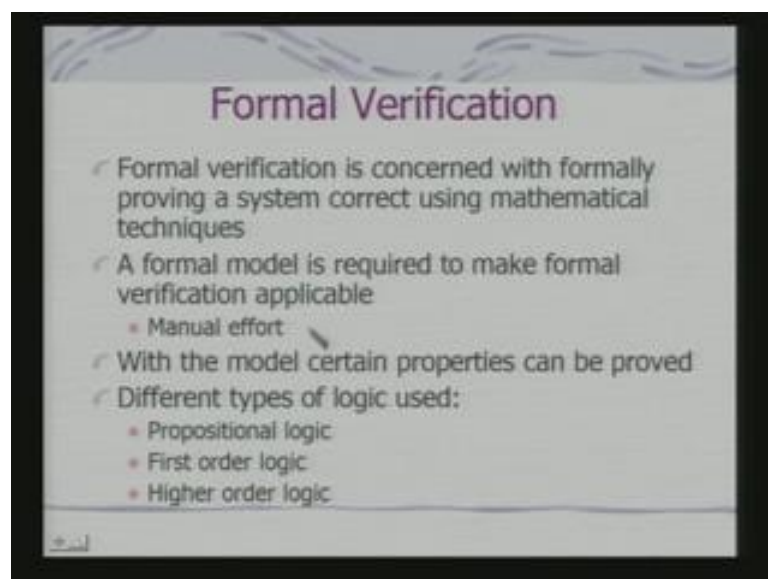 Formal Verification
Formal verification is concerned with formally
proving a system correct using mathematical
techniques
A formal model is required to make formal
verification applicable
Manual effort
With the model certain properties can be proved
Different types of logic used:
Propositional logic
First order logic
Higher order logic